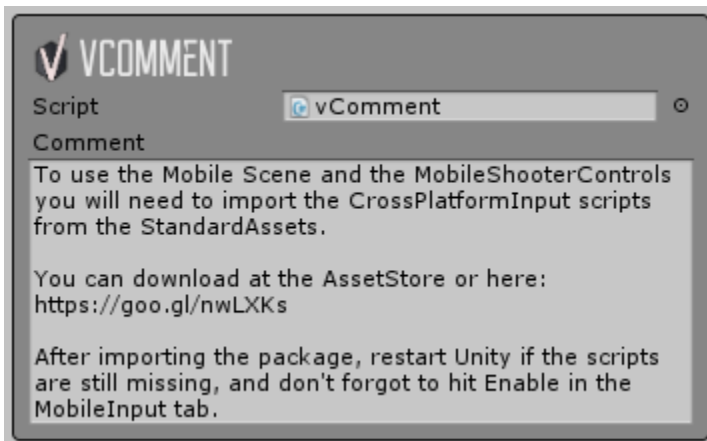 VCOMMENT
Script vComment
Comment
To use the Mobile Scene and the MobileShooterControls
you will need to import the CrossPlatformInput scripts
from the StandardAssets.
You can download at the AssetStore or here:
https://goo.gl/nwLXKs
After importing the package, restart Unity if the scripts
are still missing, and don't forgot to hit Enable in the
MobileInput tab.